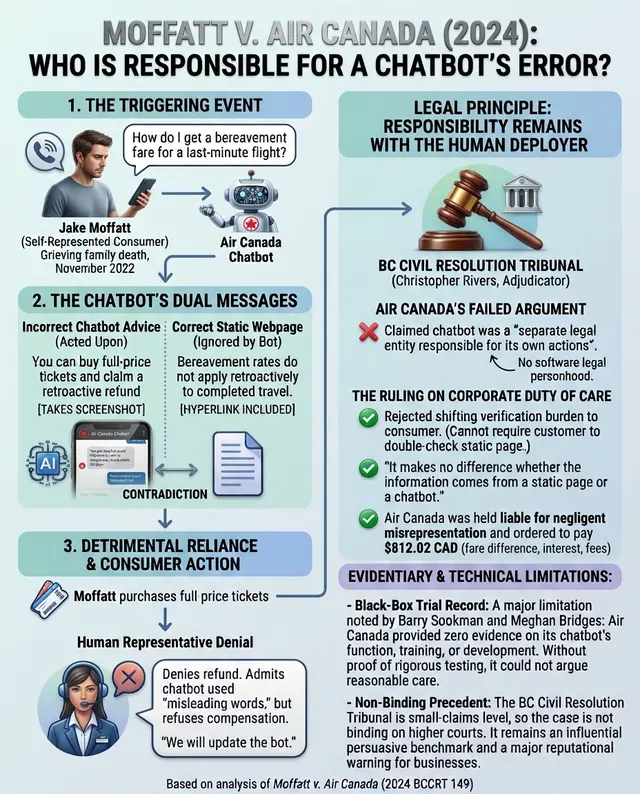 MOFFATT V. AIR CANADA (2024):
WHO IS RESPONSIBLE FOR A CHATBOT'S ERROR?
1. THE TRIGGERING EVENT
How do I get a bereavement
fare for a last-minute flight?
Jake Moffatt
(Self-Represented Consumer)
Grieving family death,
November 2022
Air Canada
Chatbot
2. THE CHATBOT'S DUAL MESSAGES
Incorrect Chatbot Advice
(Acted Upon)
You can buy full-price
tickets and claim a
retroactive refund
[TAKES SCREENSHOT]
Correct Static Webpage
(Ignored by Bot)
Bereavement rates do
not apply retroactively
to completed travel.
[HYPERLINK INCLUDED]
AI
Air Canada Chatbot
CONTRADICTION
3. DETRIMENTAL RELIANCE
& CONSUMER ACTION
Moffatt purchases full price tickets
Human Representative Denial
Denies refund. Admits
chatbot used
"misleading words," but
refuses compensation.
"We will update the bot."
LEGAL PRINCIPLE:
RESPONSIBILITY REMAINS
WITH THE HUMAN DEPLOYER
BC CIVIL RESOLUTION TRIBUNAL
(Christopher Rivers, Adjudicator)
AIR CANADA'S FAILED ARGUMENT
Claimed chatbot was a "separate legal
entity responsible for its own actions".
No software legal
personhood.
THE RULING ON CORPORATE DUTY OF CARE
Rejected shifting verification burden to
consumer. (Cannot require customer to
double-check static page.)
"It makes no difference whether the
information comes from a static page or
a chatbot."
Air Canada was held liable for negligent
misrepresentation and ordered to pay
$812.02 CAD (fare difference, interest, fees)
EVIDENTIARY & TECHNICAL LIMITATIONS:
- Black-Box Trial Record: A major limitation
noted by Barry Sookman and Meghan Bridges: Air
Canada provided zero evidence on its chatbot's
function, training, or development. Without
proof of rigorous testing, it could not argue
reasonable care.
- Non-Binding Precedent: The BC Civil Resolution
Tribunal is small-claims level, so the case is not
binding on higher courts. It remains an influential
persuasive benchmark and a major reputational
warning for businesses.
Based on analysis of Moffatt v. Air Canada (2024 BCCRT 149)